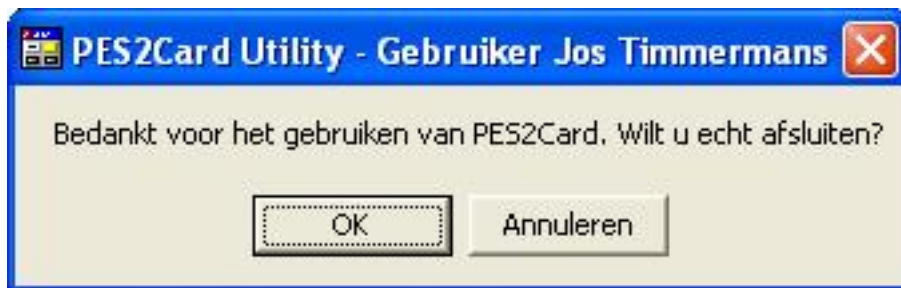 PES2Card Utility - Gebruiker Jos Timmermans
Bedankt voor het gebruiken van PES2Card. Wilt u echt afsluiten?
OK
Annuleren